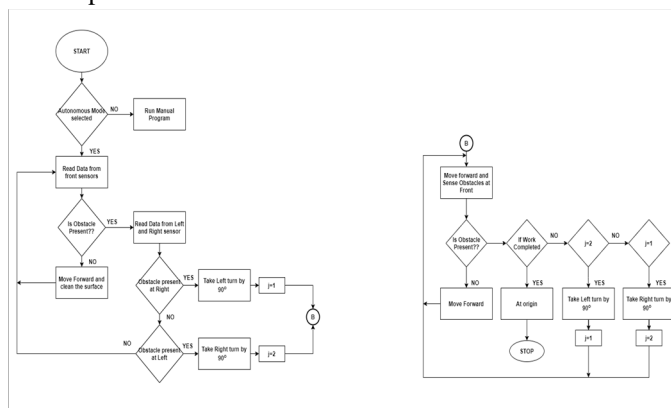 START
Autonomous Mode
selected
NO
Run Manual
Program
YES
Read Data from
front sensors
Is Obstacle
Present??
YES
Read Data from Left
and Right sensor
NO
Move Forward and
clean the surface
Obstacle present
at Right
YES
Take Left turn by
90°
j=1
B
NO
NO
Obstacle present
at Left
YES
Take Right turn by
90°
j=2
B
Move forward and
Sense Obstacles at
Front
Is Obstacle
Present??
If Work
Completed
NO
j=2
NO
j=1
NO
YES
YES
YES
Move Forward
At origin
Take Left turn by
90°
Take Right turn by
90°
STOP
j=1
j=2